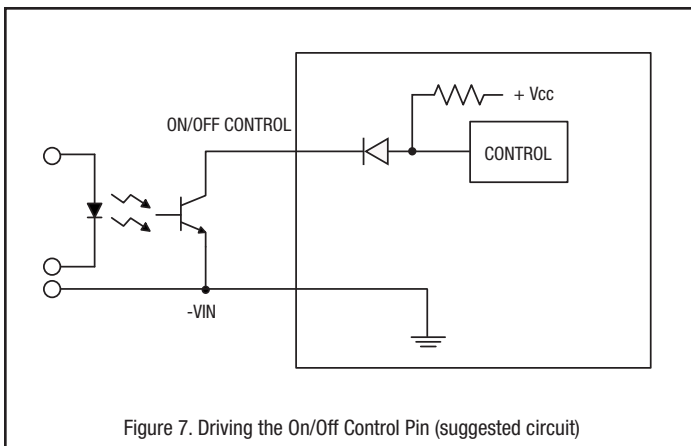 + Vcc
ON/OFF CONTROL
CONTROL
-VIN
Figure 7. Driving the On/Off Control Pin (suggested circuit)